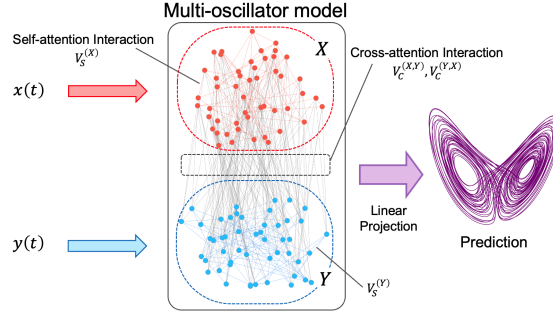 Multi-oscillator model
Self-attention Interaction
V_S^{(X)}
X
Cross-attention Interaction
V_C^{(X,Y)}, V_C^{(Y,X)}
x(t)
y(t)
Linear
Projection
Prediction
Y
V_S^{(Y)}